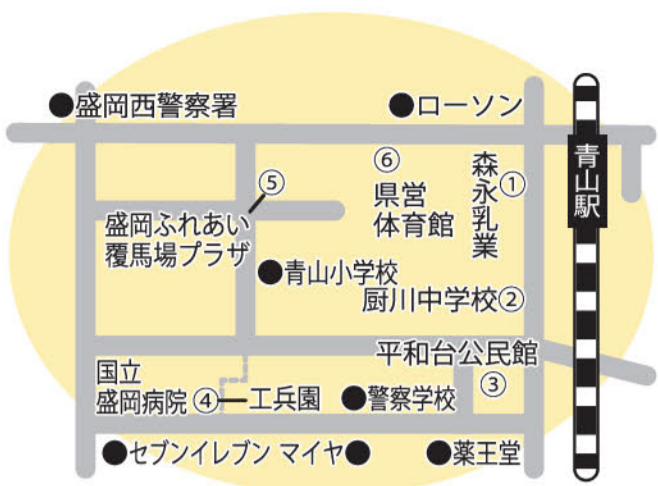 ●盛岡西警察署
●ローソン
青山駅
⑥
県営
体育館
森永乳業
①
⑤
盛岡ふれあい
覆馬場プラザ
●青山小学校
厨川中学校②
平和台公民館
③
国立
盛岡病院④
工兵園
●警察学校
●セブンイレブン
マイヤ●
●薬王堂